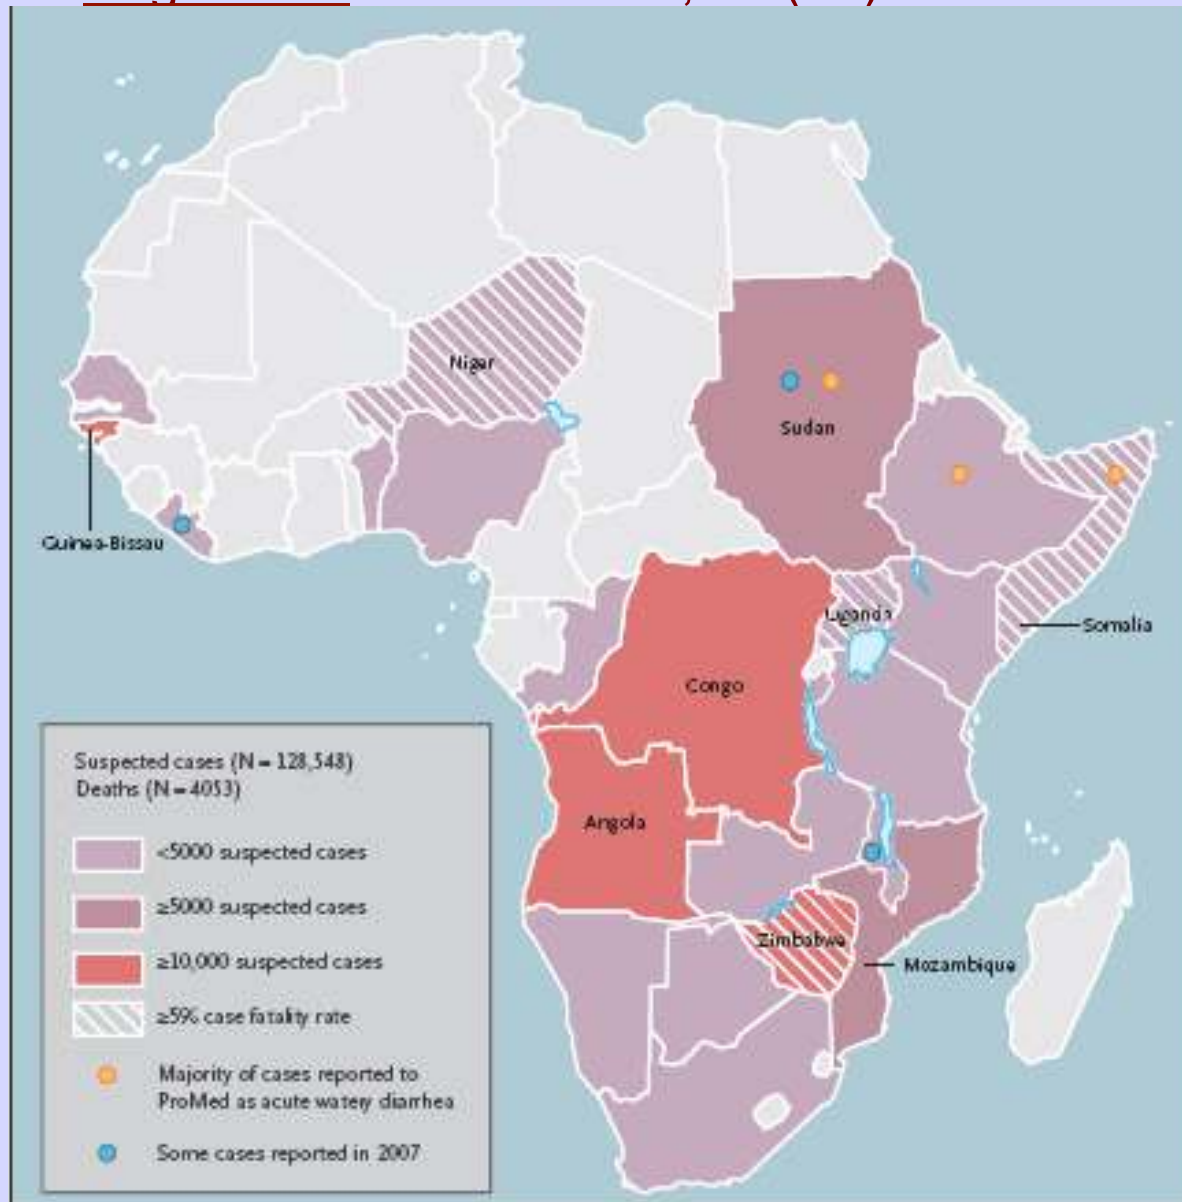 Niger
Sudan
Guinea-Bissau
Uganda
Somalia
Congo
Angola
Zimbabwe
Mozambique
Suspected cases (N = 128,548)
Deaths (N = 4053)
<5000 suspected cases
≥5000 suspected cases
≥10,000 suspected cases
≥5% case fatality rate
Majority of cases reported to
ProMed as acute watery diarrhea
Some cases reported in 2007